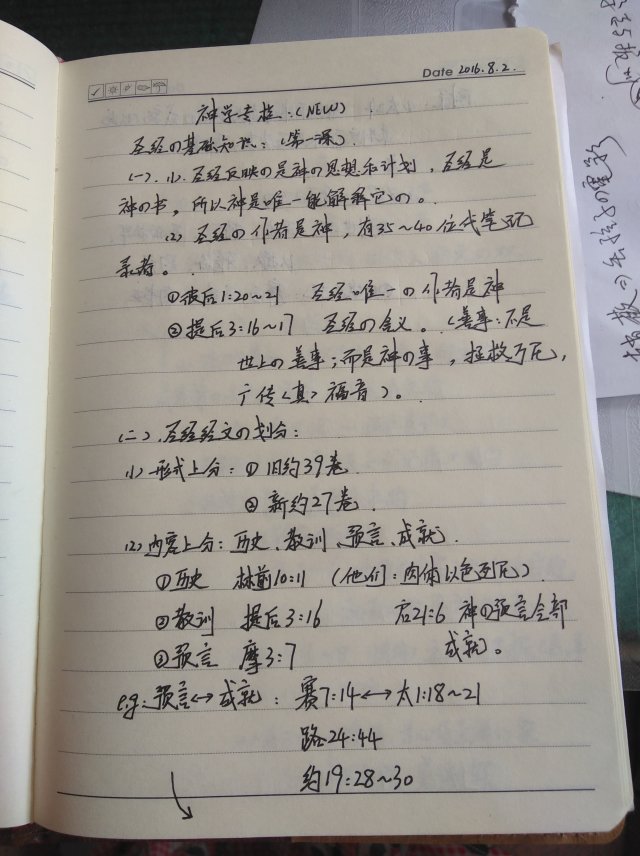 Date 2016.8.2.
神学专栏:(NEW)
圣经の基础知识:(第一课)
(一).(1).圣经反映の是神の思想和计划,圣经是
神の书,所以神是唯一能解释它の。
(2) 圣经の作者是神,有35~40位代笔记
录者。
①彼后1:20~21 圣经唯一の作者是神
②提后3:16~17 圣经の含义。(善事:不是
世上の善事;而是神の事,拯救万民,
广传<真>福音)。
(二).圣经经文の划分:
(1)形式上分:①旧约39卷
②新约27卷.
(2)内容上分:历史、教训、预言、成就.
①历史 林前10:11 (他们:肉体以色列民).
②教训 提后3:16 启21:6 神の预言全部
③预言 摩3:7 成就。
e.g:预言↔成就: 赛7:14↔太1:18~21
路24:44
约19:28~30